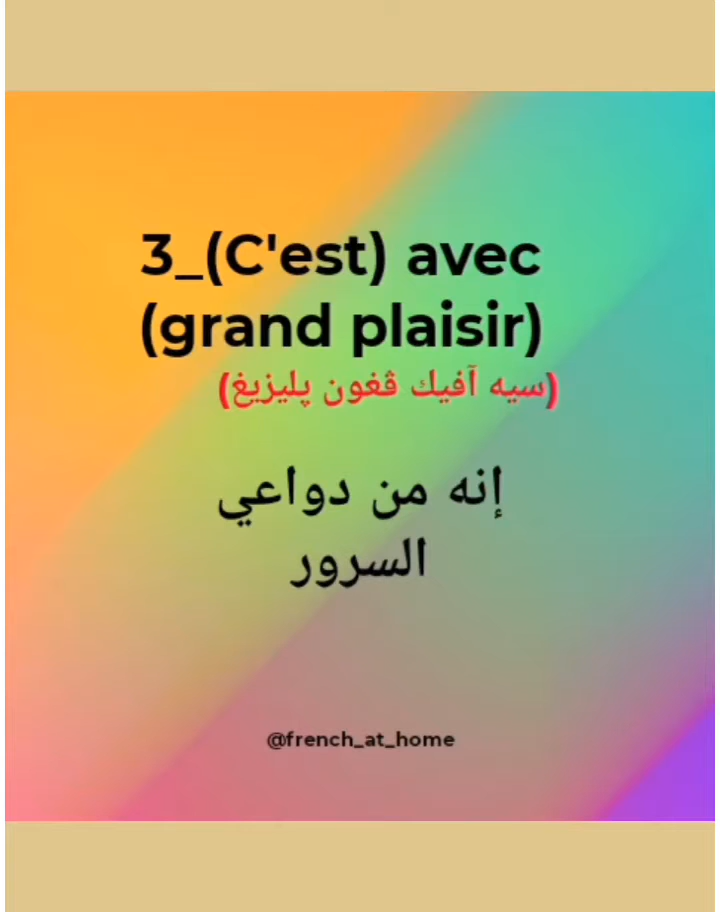 3_(C'est) avec
(grand plaisir)
(سيه آفيك ڤغون پليزيغ)
إنه من دواعي
السرور
@french_at_home